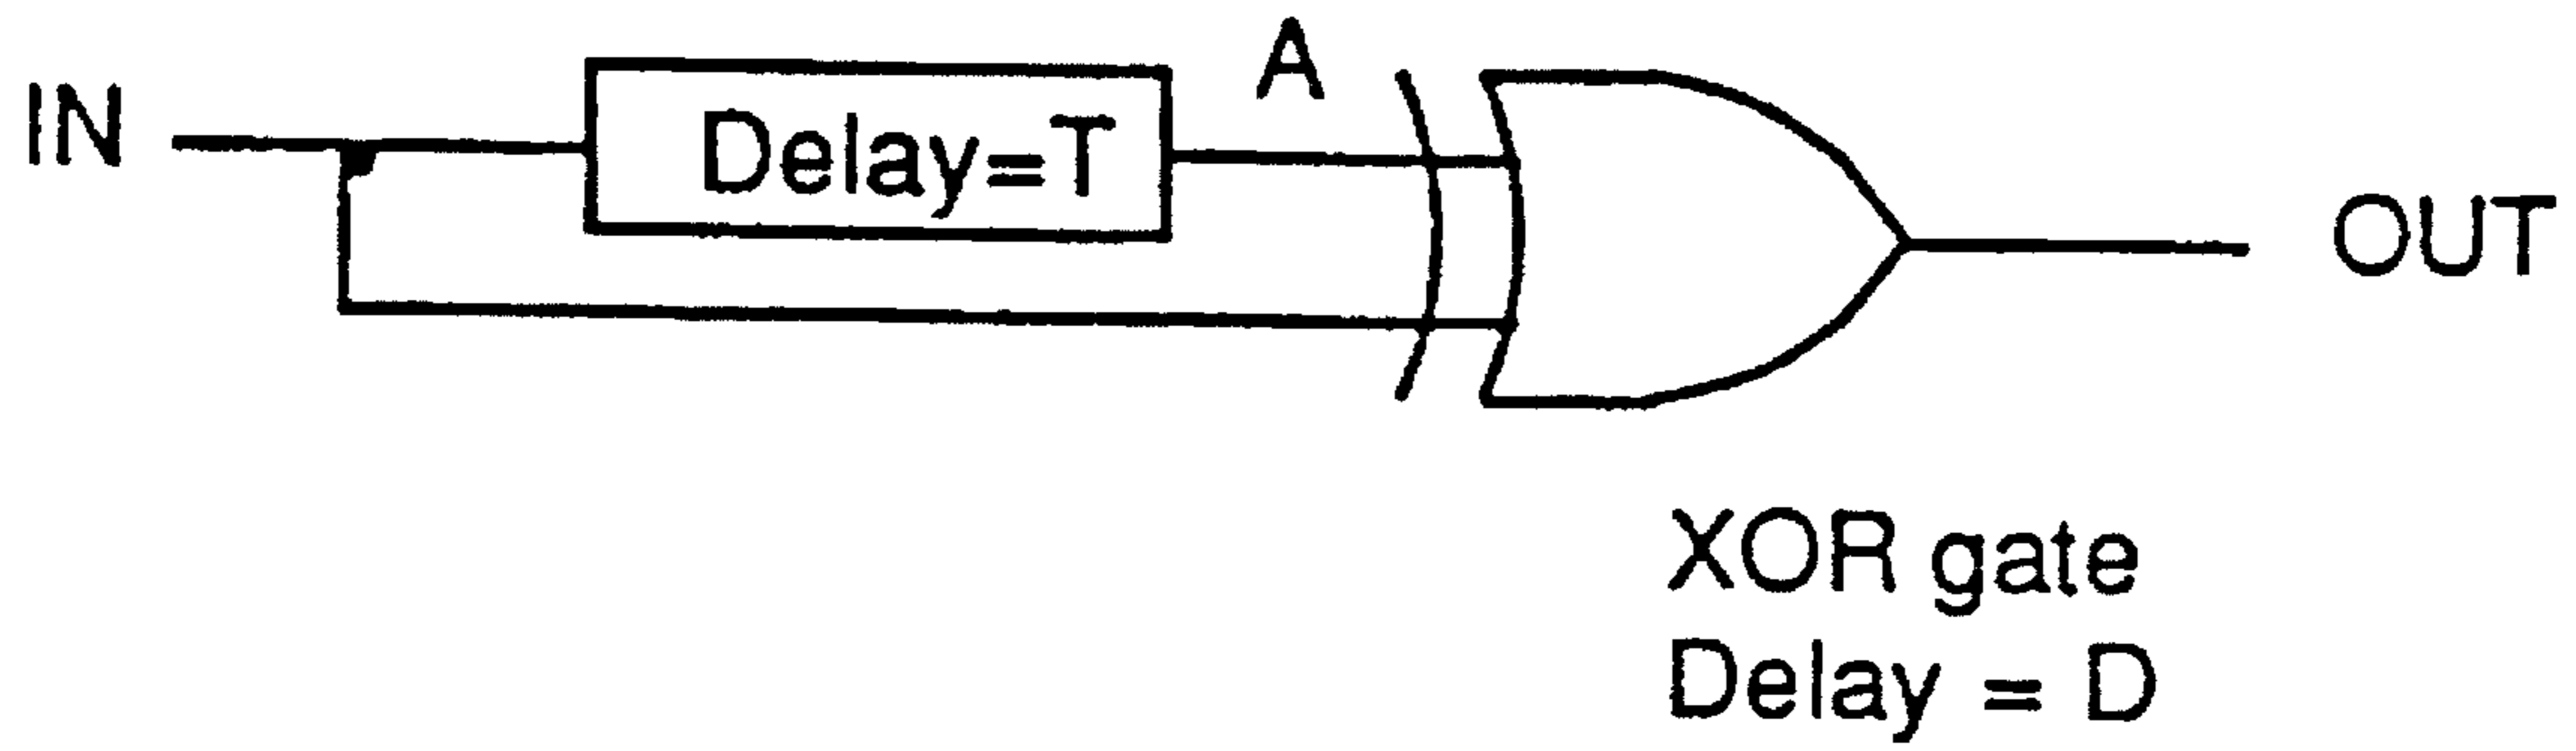 IN
Delay=T
A
OUT
XOR gate
Delay = D